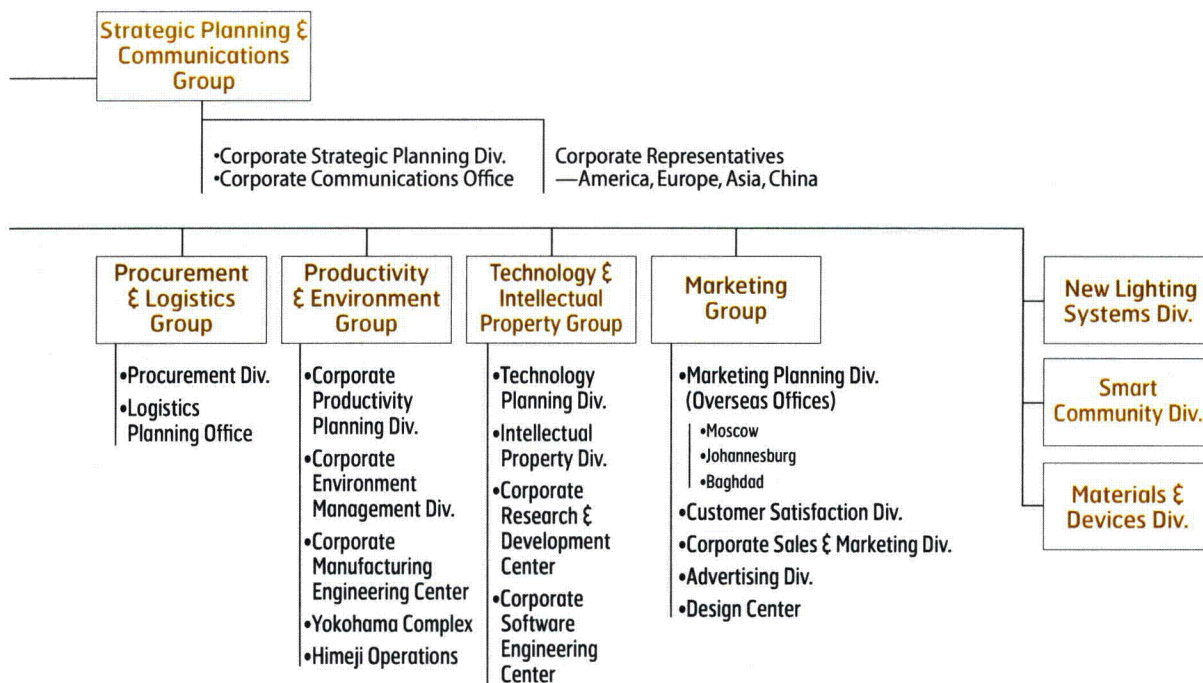 Strategic Planning &
Communications
Group
•Corporate Strategic Planning Div.
•Corporate Communications Office
Corporate Representatives
—America, Europe, Asia, China
Procurement
& Logistics
Group
•Procurement Div.
•Logistics
Planning Office
Productivity
& Environment
Group
•Corporate
Productivity
Planning Div.
•Corporate
Environment
Management Div.
•Corporate
Manufacturing
Engineering Center
•Yokohama Complex
•Himeji Operations
Technology &
Intellectual
Property Group
•Technology
Planning Div.
•Intellectual
Property Div.
•Corporate
Research &
Development
Center
•Corporate
Software
Engineering
Center
Marketing
Group
•Marketing Planning Div.
(Overseas Offices)
•Moscow
•Johannesburg
•Baghdad
•Customer Satisfaction Div.
•Corporate Sales & Marketing Div.
•Advertising Div.
•Design Center
New Lighting
Systems Div.
Smart
Community Div.
Materials &
Devices Div.